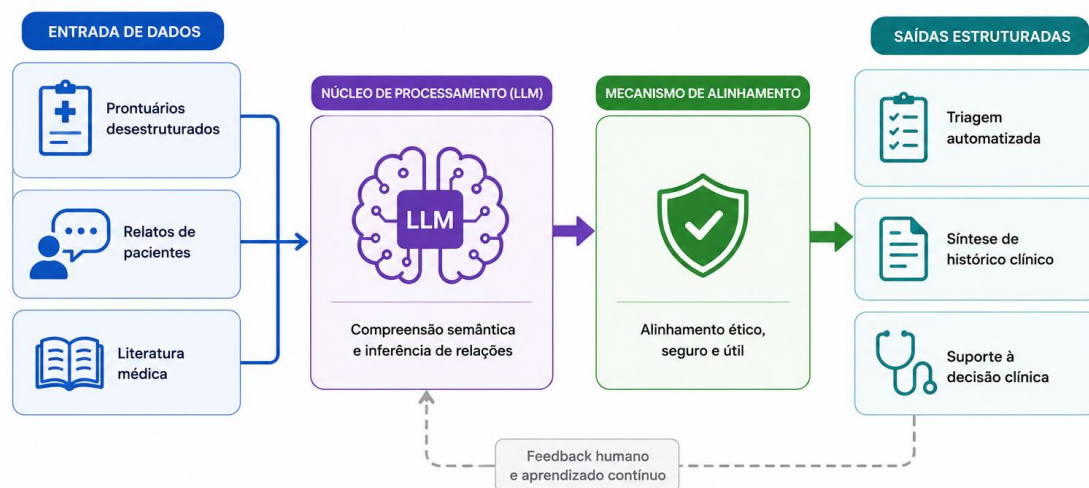 ENTRADA DE DADOS
Prontuários
desestruturados
Relatos de
pacientes
Literatura
médica
NÚCLEO DE PROCESSAMENTO (LLM)
LLM
Compreensão semântica
e inferência de relações
MECANISMO DE ALINHAMENTO
Alinhamento ético,
seguro e útil
SAÍDAS ESTRUTURADAS
Triagem
automatizada
Síntese de
histórico clínico
Suporte à
decisão clínica
Feedback humano
e aprendizado contínuo